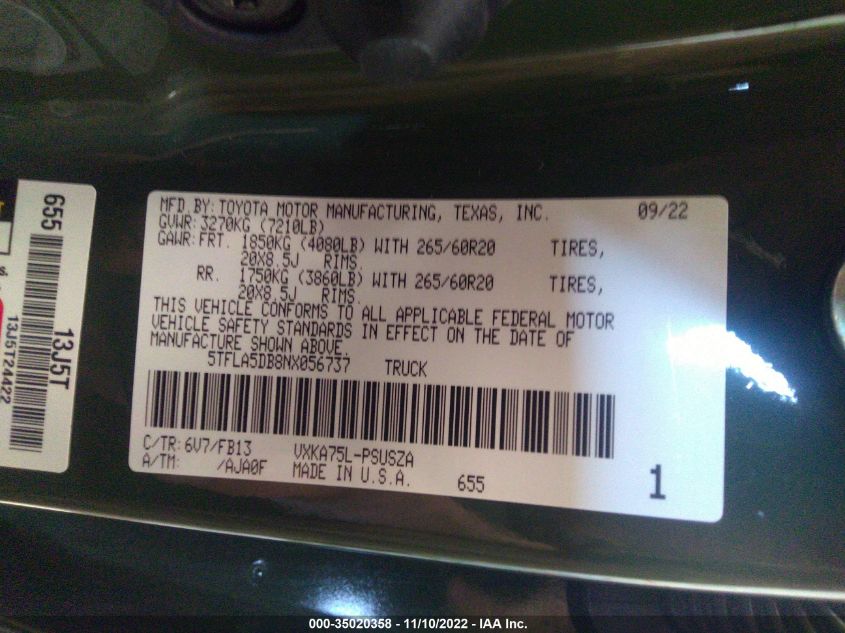 MFD.BY:TOYOTA MOTOR MANUFACTURING, TEXAS, INC. 09/22
GVWR:3270KG (7210LB)
GAWR:FRT. 1850KG (4080LB) WITH 265/60R20 TIRES,
20X8.5J RIMS.
RR. 1750KG (3860LB) WITH 265/60R20 TIRES,
20X8.5J RIMS.
THIS VEHICLE CONFORMS TO ALL APPLICABLE FEDERAL MOTOR
VEHICLE SAFETY STANDARDS IN EFFECT ON THE DATE OF
MANUFACTURE SHOWN ABOVE.
5TFLA5DB8NX056737 TRUCK
C/TR:6V7/FB13 VXKA75L-PSUSZA
A/TM: /AJA0F MADE IN U.S.A. 655 1
655
13J5T
13J5T24422
000-35020358 - 11/10/2022 - IAA Inc.